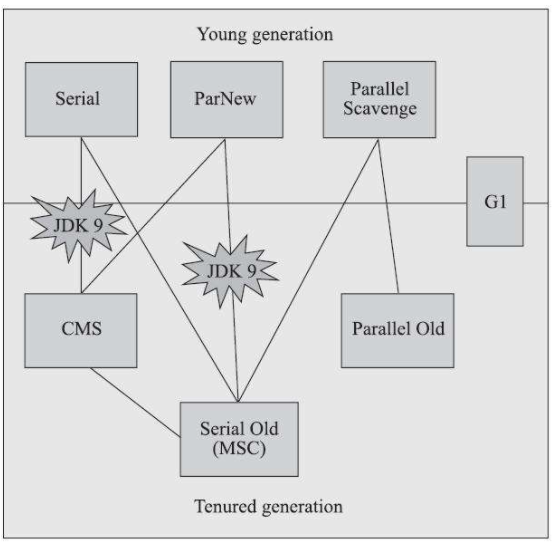 Young generation
Serial
ParNew
Parallel
Scavenge
G1
JDK 9
JDK 9
CMS
Parallel Old
Serial Old
(MSC)
Tenured generation